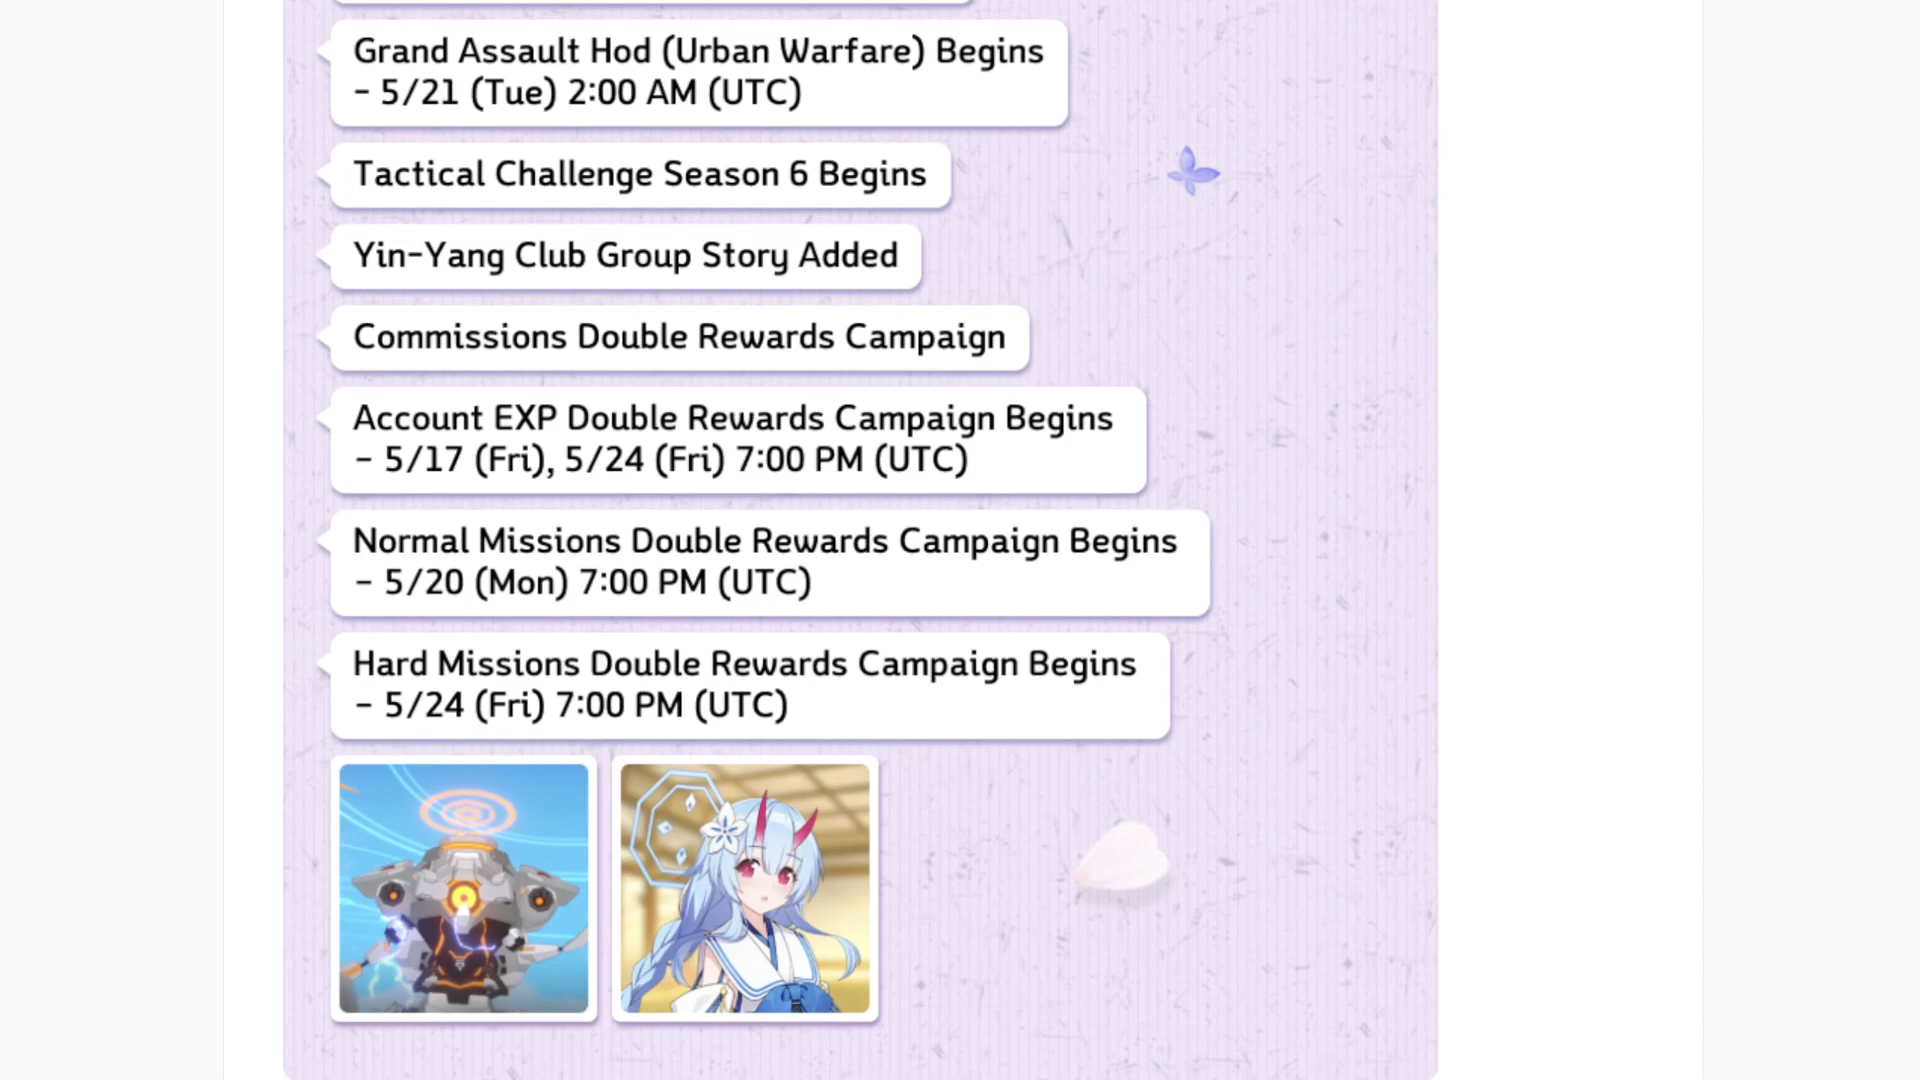 Grand Assault Hod (Urban Warfare) Begins
- 5/21 (Tue) 2:00 AM (UTC)
Tactical Challenge Season 6 Begins
Yin-Yang Club Group Story Added
Commissions Double Rewards Campaign
Account EXP Double Rewards Campaign Begins
- 5/17 (Fri), 5/24 (Fri) 7:00 PM (UTC)
Normal Missions Double Rewards Campaign Begins
- 5/20 (Mon) 7:00 PM (UTC)
Hard Missions Double Rewards Campaign Begins
- 5/24 (Fri) 7:00 PM (UTC)